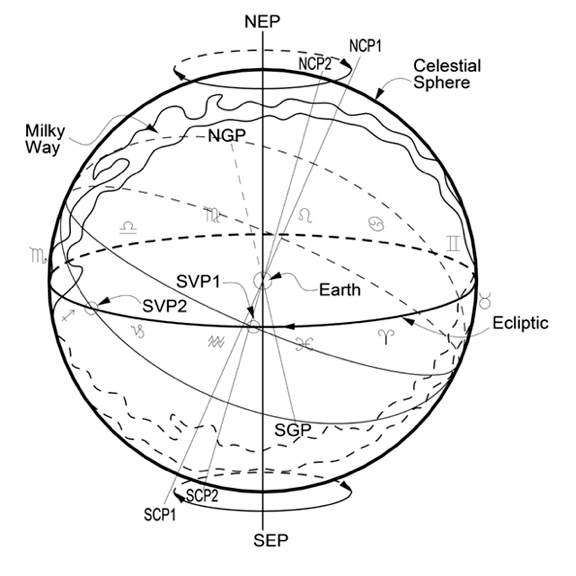 NEP
NCP1
NCP2
Celestial
Sphere
Milky
Way
NGP
♎
♏
♌
♋
♏
♊
SVP1
Earth
SVP2
♉
♐
♑
♒
♓
♈
Ecliptic
SGP
SCP2
SCP1
SEP